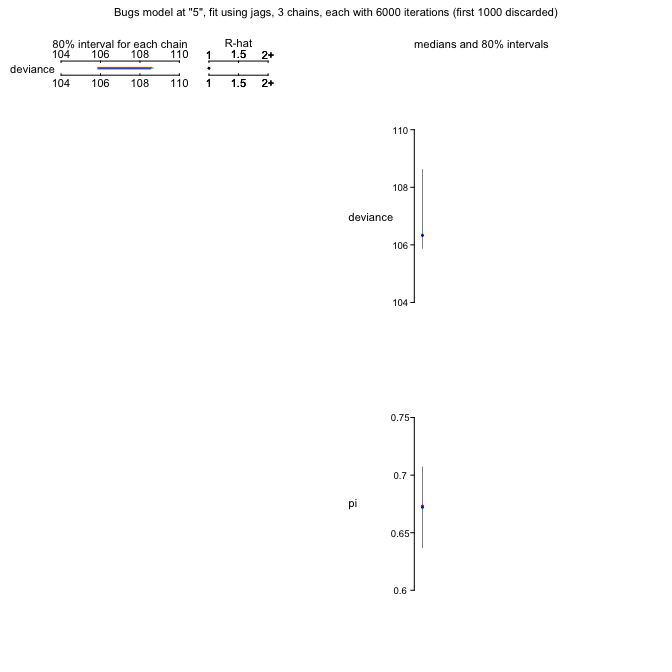 Bugs model at "5", fit using jags, 3 chains, each with 6000 iterations (first 1000 discarded)
80% interval for each chain R-hat medians and 80% intervals
104 106 108 110 1 1.5 2+
deviance
104 106 108 110 1 1.5 2+
110
108
deviance
106
104
0.75
0.7
pi
0.65
0.6